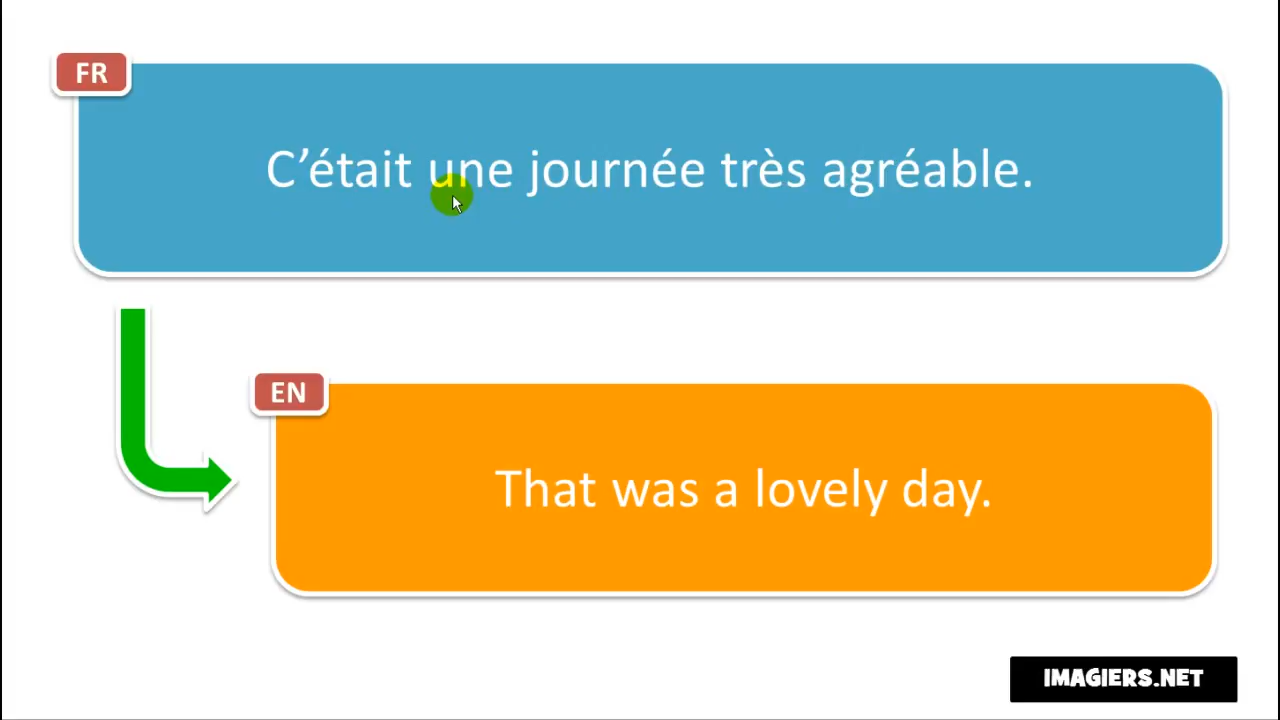 FR
C’était une journée très agréable.
EN
That was a lovely day.
IMAGIERS.NET